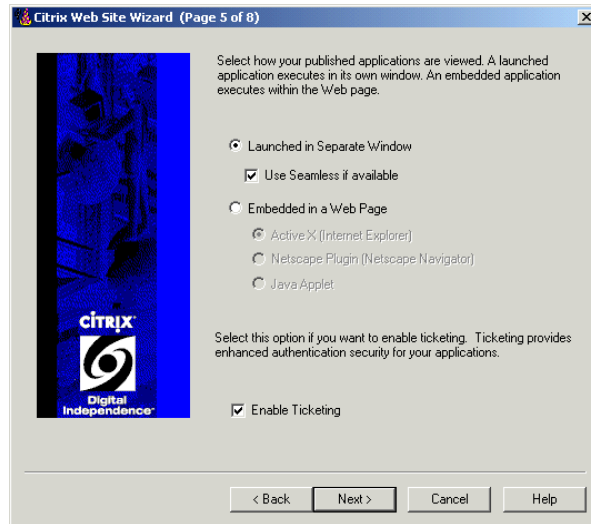 Citrix Web Site Wizard (Page 5 of 8)
Select how your published applications are viewed. A launched
application executes in its own window. An embedded application
executes within the Web page.
Launched in Separate Window
Use Seamless if available
Embedded in a Web Page
Active X (Internet Explorer)
Netscape Plugin (Netscape Navigator)
Java Applet
CİTRIX
Digital
Independence
Select this option if you want to enable ticketing. Ticketing provides
enhanced authentication security for your applications.
Enable Ticketing
< Back
Next >
Cancel
Help